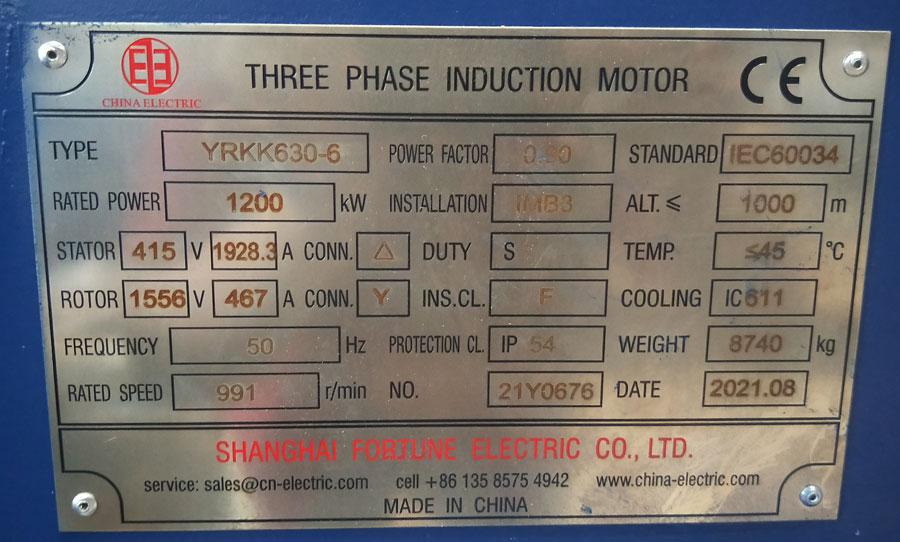 CHINA ELECTRIC
THREE PHASE INDUCTION MOTOR
CE
TYPE YRKK630-6 POWER FACTOR 0.90 STANDARD IEC60034
RATED POWER 1200 kW INSTALLATION IMB3 ALT. ≤ 1000 m
STATOR 415 V 1928.3 A CONN. △ DUTY S TEMP. ≤45 °C
ROTOR 1556 V 467 A CONN. Y INS.CL. F COOLING IC611
FREQUENCY 50 Hz PROTECTION CL. IP 54 WEIGHT 8740 kg
RATED SPEED 991 r/min NO. 21Y0676 DATE 2021.08
SHANGHAI FORTUNE ELECTRIC CO., LTD.
service: sales@cn-electric.com cell +86 135 8575 4942 www.china-electric.com
MADE IN CHINA